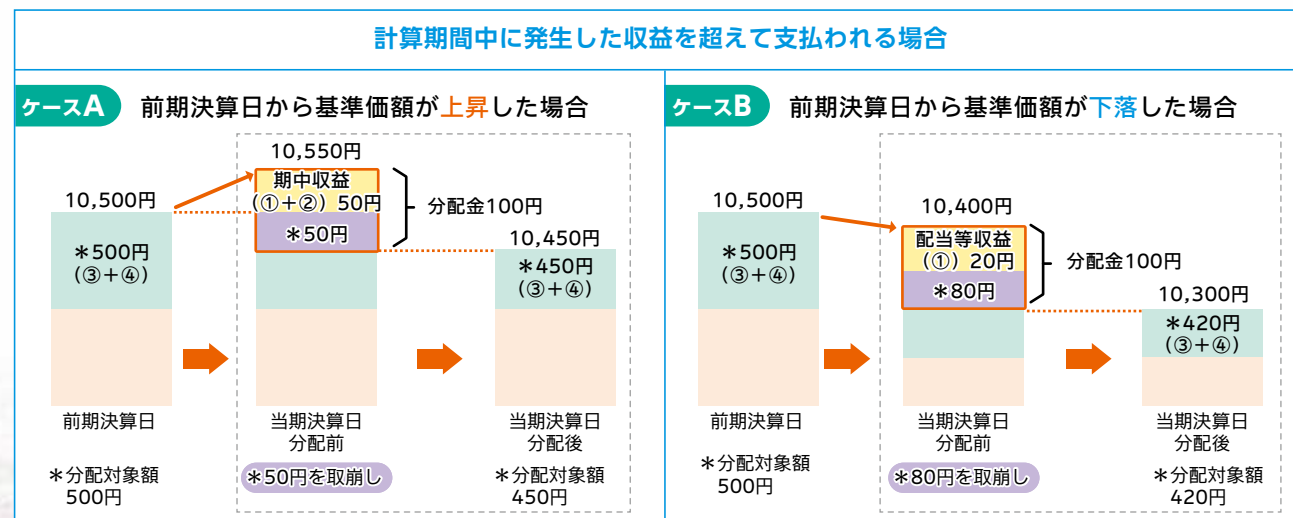 計算期間中に発生した収益を超えて支払われる場合
ケースA 前期決算日から基準価額が上昇した場合
10,550円
10,500円
期中収益
(①+②) 50円
分配金100円
＊50円
＊500円
(③+④)
10,450円
＊450円
(③+④)
前期決算日
当期決算日
分配前
当期決算日
分配後
＊分配対象額
500円
＊50円を取崩し
＊分配対象額
450円
ケースB 前期決算日から基準価額が下落した場合
10,500円
10,400円
＊500円
(③+④)
配当等収益
(①) 20円
分配金100円
＊80円
10,300円
＊420円
(③+④)
前期決算日
当期決算日
分配前
当期決算日
分配後
＊分配対象額
500円
＊80円を取崩し
＊分配対象額
420円